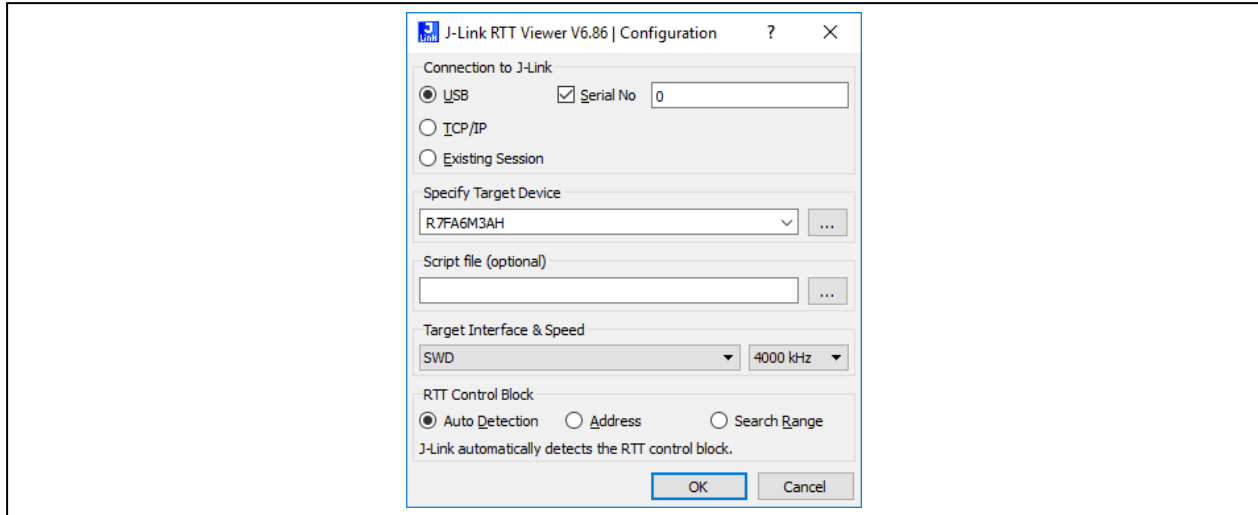 J-Link RTT Viewer V6.86 | Configuration ?
Connection to J-Link
USB Serial No 0
TCP/IP
Existing Session
Specify Target Device
R7FA6M3AH ...
Script file (optional)
...
Target Interface & Speed
SWD 4000 kHz
RTT Control Block
Auto Detection Address Search Range
J-Link automatically detects the RTT control block.
OK Cancel